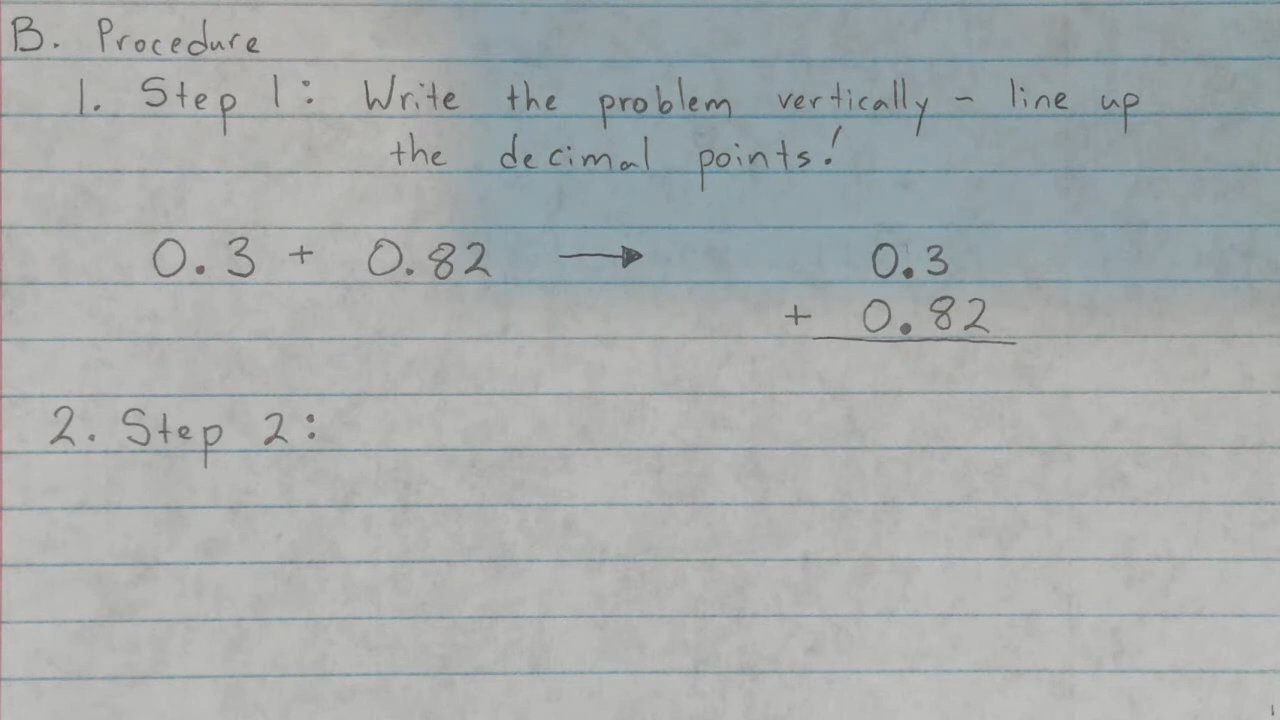 B. Procedure
1. Step 1: Write the problem vertically - line up
the decimal points!
0.3 + 0.82 → 0.3
+ 0.82
2. Step 2: